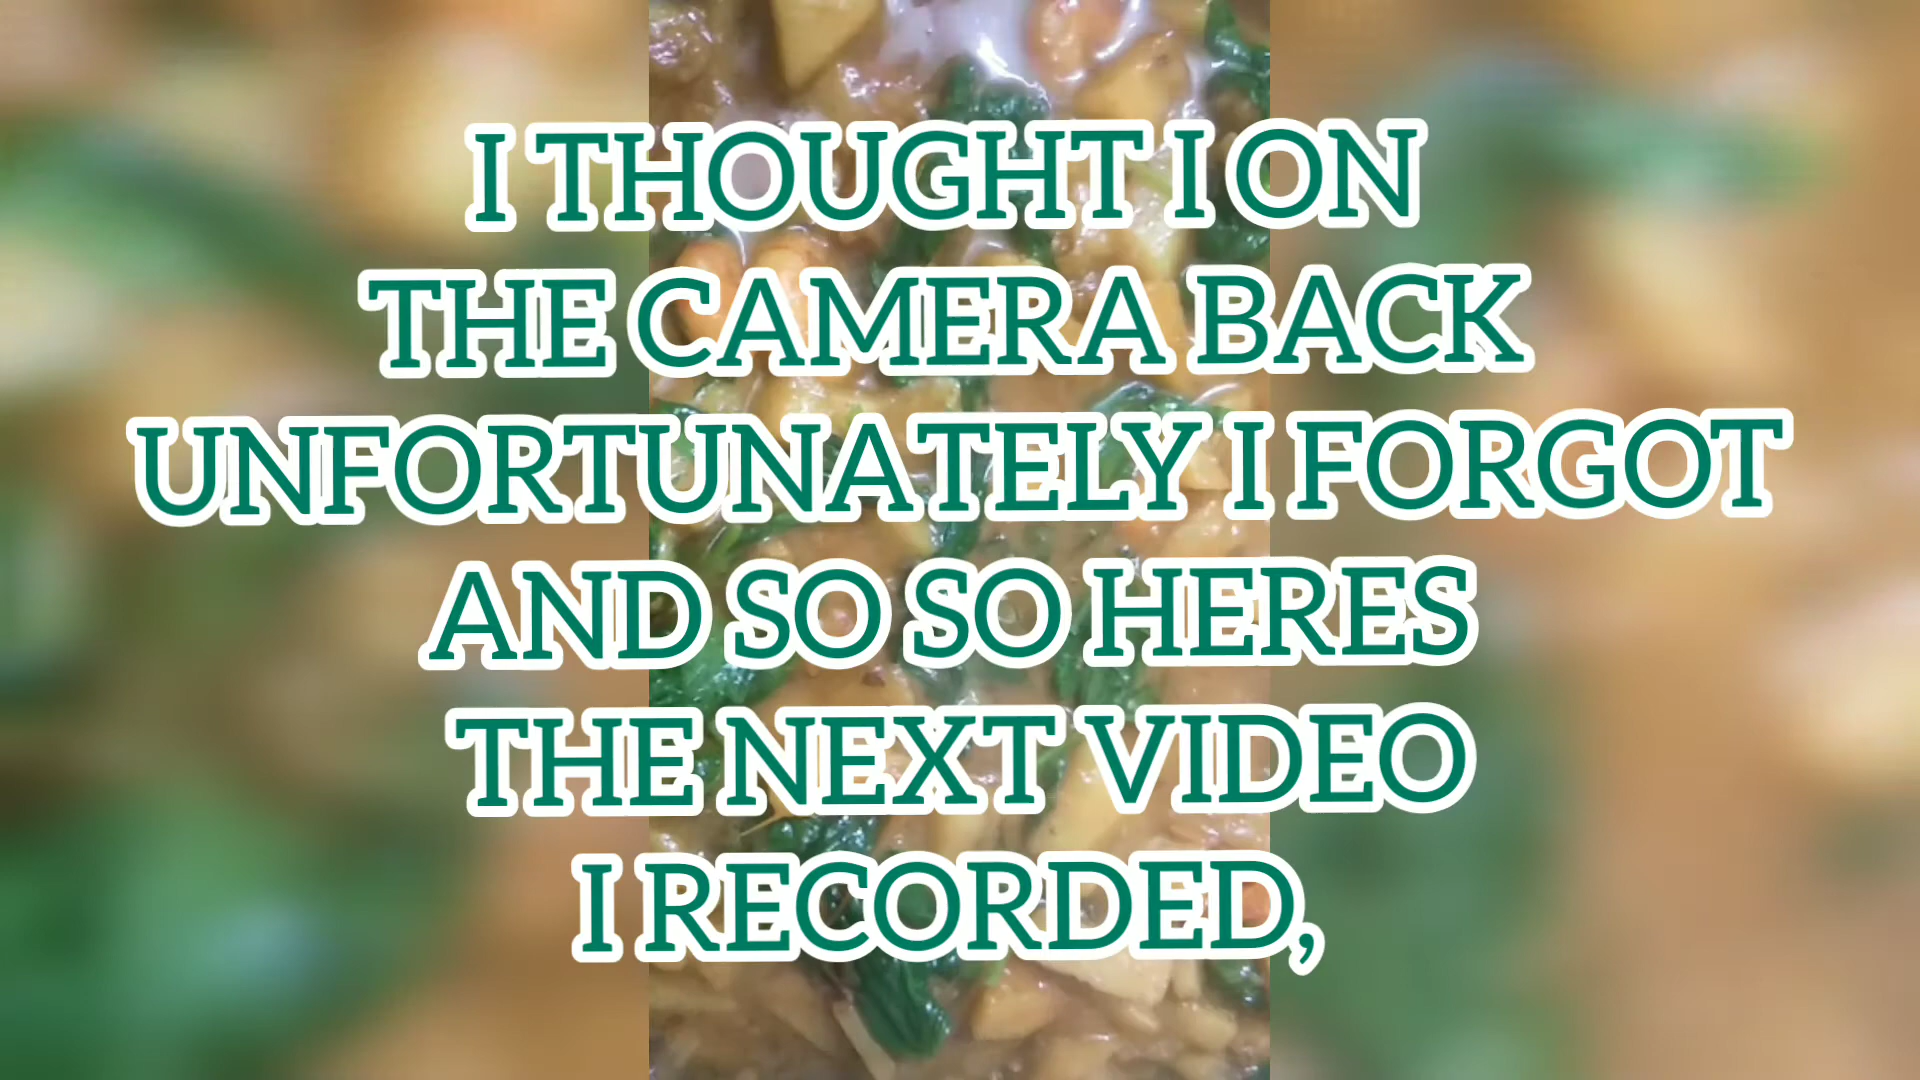 I THOUGHT I ON
THE CAMERA BACK
UNFORTUNATELY I FORGOT
AND SO SO HERES
THE NEXT VIDEO
I RECORDED,